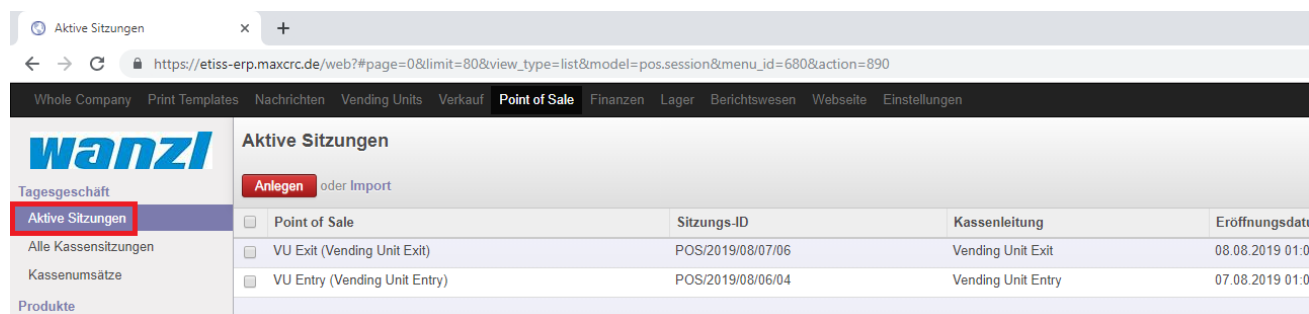 Aktive Sitzungen
https://etiss-erp.maxcrc.de/web?#page=0&limit=80&view_type=list&model=pos.session&menu_id=680&action=890
Whole Company Print Templates Nachrichten Vending Units Verkauf Point of Sale Finanzen Lager Berichtswesen Webseite Einstellungen
wanzl
Aktive Sitzungen
Anlegen oder Import
Tagesgeschäft
Aktive Sitzungen
Alle Kassensitzungen
Kassenumsätze
Produkte
Point of Sale Sitzungs-ID Kassenleitung Eröffnungsdatu
VU Exit (Vending Unit Exit) POS/2019/08/07/06 Vending Unit Exit 08.08.2019 01:0
VU Entry (Vending Unit Entry) POS/2019/08/06/04 Vending Unit Entry 07.08.2019 01:0